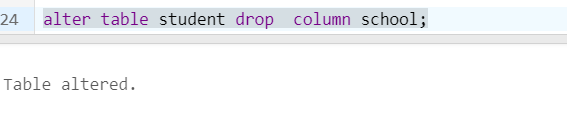 24 alter table student drop  column school;
Table altered.